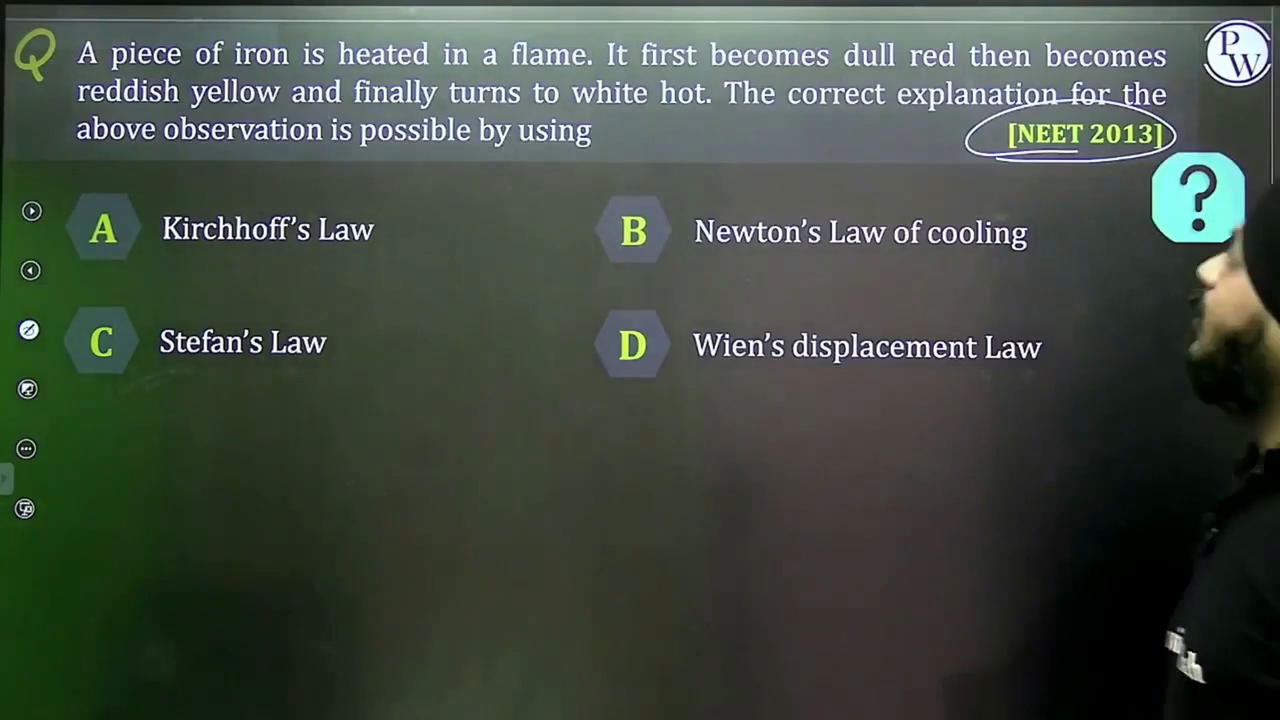 Q
A piece of iron is heated in a flame. It first becomes dull red then becomes
reddish yellow and finally turns to white hot. The correct explanation for the
above observation is possible by using
[NEET 2013]
P
W
?
A Kirchhoff's Law
B Newton's Law of cooling
C Stefan's Law
D Wien's displacement Law